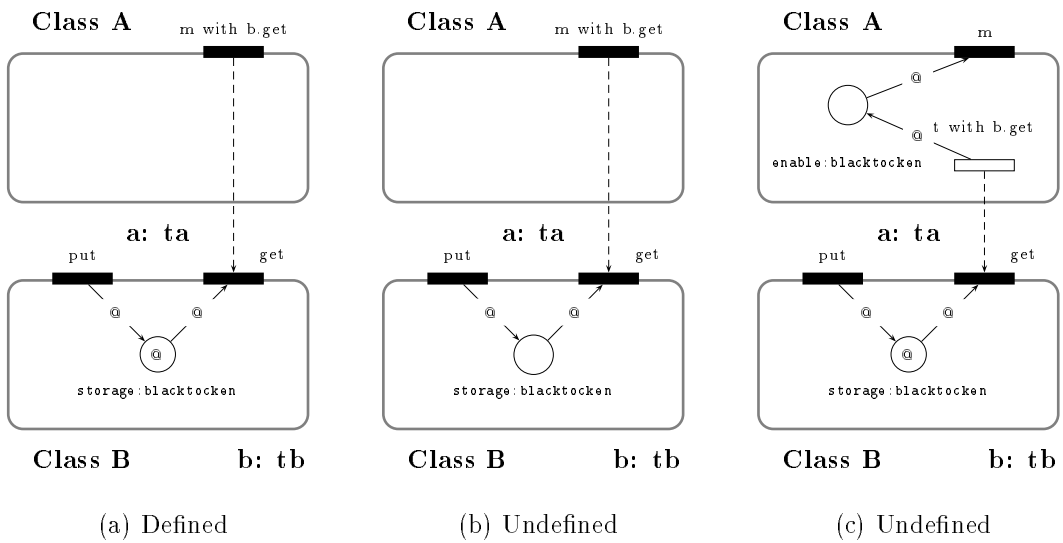 Class A
m with b.get
a: ta
put
get
@
@
@
storage:blacktocken
Class B
b: tb
(a) Defined
Class A
m with b.get
a: ta
put
get
@
@
storage:blacktocken
Class B
b: tb
(b) Undefined
Class A
m
@
@
t with b.get
enable:blacktocken
a: ta
put
get
@
@
@
storage:blacktocken
Class B
b: tb
(c) Undefined